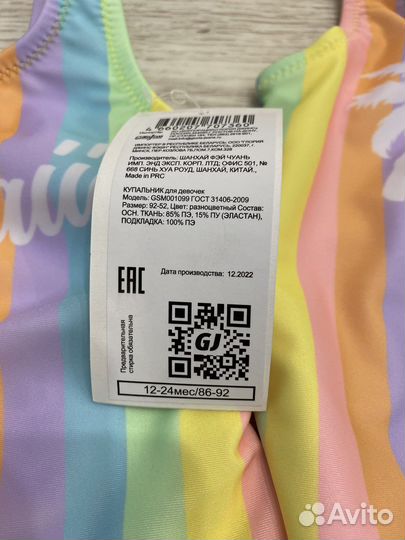 4 660207 707360
ИМПОРТЕР В РЕСПУБЛИКЕ БЕЛАРУСЬ: ООО "ГЛОРИЯ
Производитель: ШАНХАЙ ФЭЙ ЧУАНЬ
ИМП. ЭНД ЭКСП. КОРП. ЛТД; ОФИС 501, №
668 СИНЬ ХУА РОУД, ШАНХАЙ, КИТАЙ.,
Made in PRC
КУПАЛЬНИК для девочек
Модель: GSM001099 ГОСТ 31406-2009
Размер: 92-52, Цвет: разноцветный Состав:
ОСН. ТКАНЬ: 85% ПЭ, 15% ПУ (ЭЛАСТАН),
ПОДКЛАДКА: 100% ПЭ
EAC
Дата производства: 12.2022
GJ
Предварительная
стирка обязательна
12-24мес/86-92
Avito